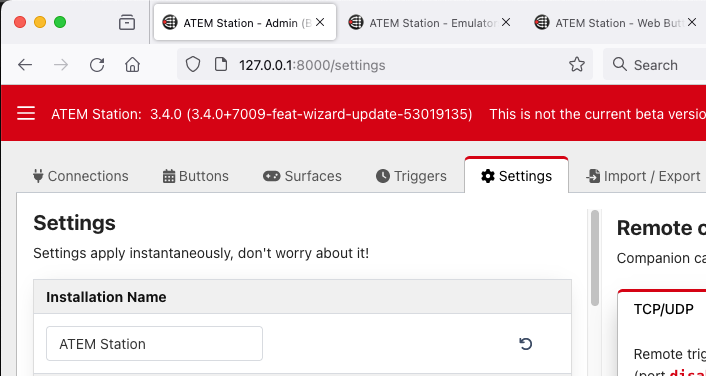 ATEM Station - Admin (B
ATEM Station - Emulator
ATEM Station - Web But
127.0.0.1:8000/settings
Search
ATEM Station: 3.4.0 (3.4.0+7009-feat-wizard-update-53019135)
This is not the current beta versio
Connections
Buttons
Surfaces
Triggers
Settings
Import / Export
Settings
Settings apply instantaneously, don't worry about it!
Installation Name
ATEM Station
Remote c
Companion ca
TCP/UDP
Remote trig
(port disa